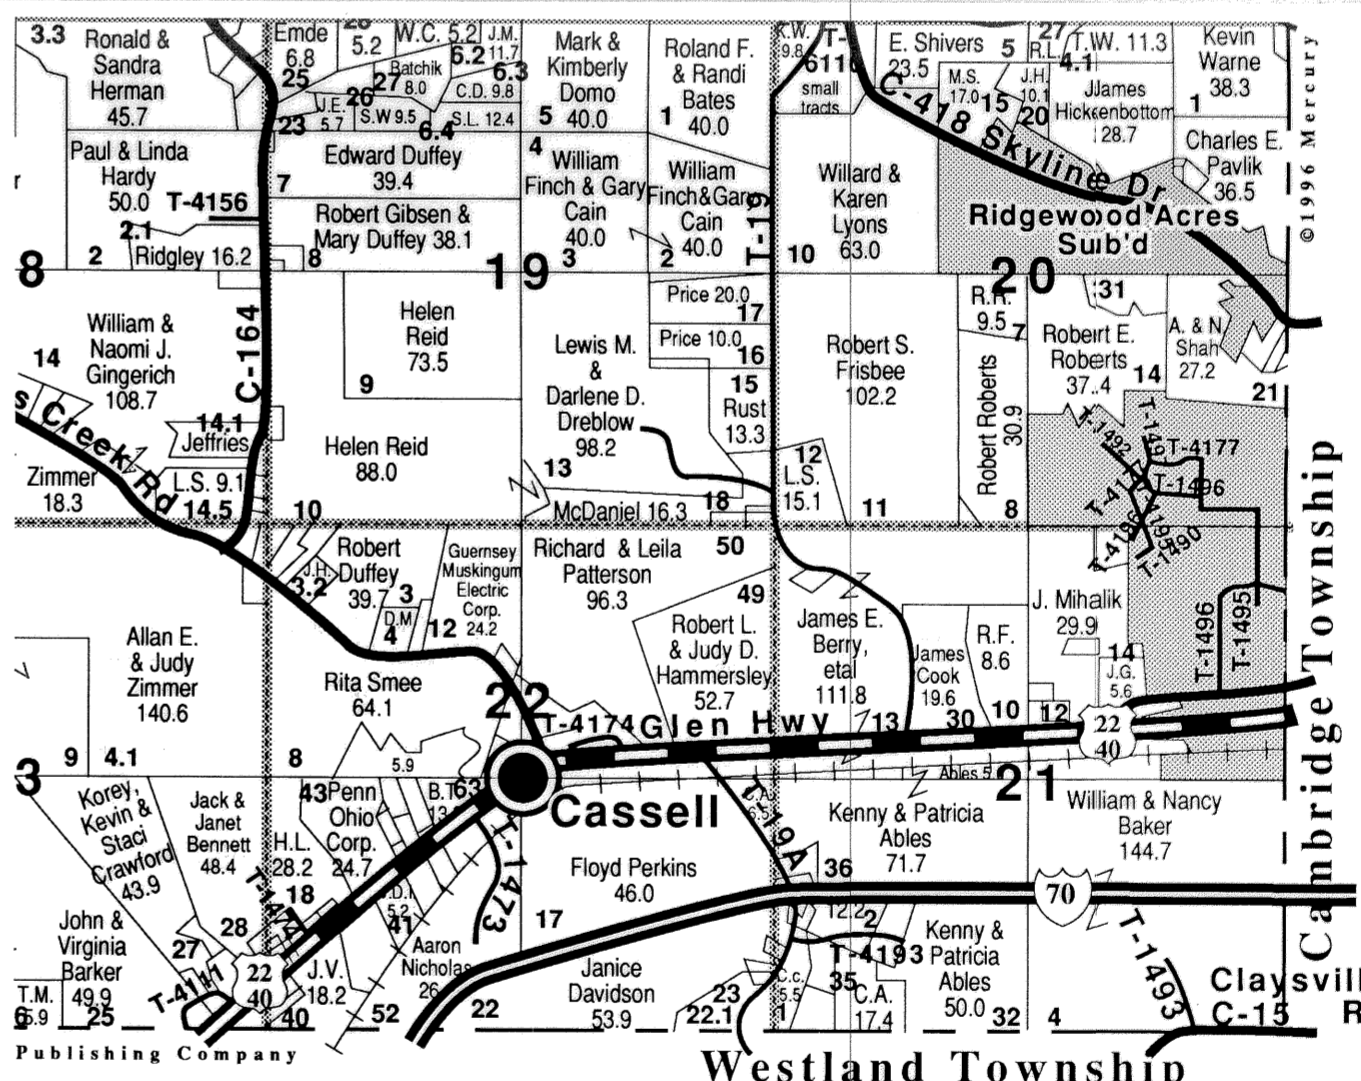 3.3
Ronald &
Sandra
Herman
45.7
Emde
6.8
25
5.2
W.C. 5.2
J.M.
11.7
6.2
6.3
27
Batchik
8.0
26
C.D. 9.8
J.E.
5.7
S.W 9.5
S.L. 12.4
23
6.4
Mark &
Kimberly
Domo
40.0
5
Roland F.
& Randi
Bates
40.0
1
K.W.
9.8
T-
611
small
tracts
E. Shivers
23.5
5
27
R.L.
T.W. 11.3
4.1
M.S.
17.0
15
J.H.
10.1
20
James
Hickenbottom
28.7
Kevin
Warne
38.3
1
©1996 Mercury
C-418 Skyline Dr
Paul & Linda
Hardy
50.0
T-4156
2.1
2
Ridgley 16.2
7
Edward Duffey
39.4
Robert Gibsen &
Mary Duffey 38.1
8
4
William
Finch & Gary
Cain
40.0
3
William
Finch&Gary
Cain
40.0
2
T-19
Willard &
Karen
Lyons
63.0
10
Charles E.
Pavlik
36.5
Ridgewood Acres
Sub'd
8
19
20
William &
Naomi J.
Gingerich
108.7
14
C-164
14.1
Jeffries
Helen
Reid
73.5
9
Helen Reid
88.0
10
Price 20.0
17
Price 10.0
16
15
Rust
13.3
Lewis M.
&
Darlene D.
Dreblow
98.2
13
18
McDaniel 16.3
Robert S.
Frisbee
102.2
11
12
L.S.
15.1
R.R.
9.5
7
Robert Roberts
30.9
8
31
Robert E.
Roberts
37.4
14
A. & N.
Shah
27.2
21
T-1492
T-4177
T-1496
T-4196
T-1490
s Creek Rd
Zimmer
18.3
L.S. 9.1
14.5
Robert
Duffey
39.7
J.H.
3.2
3
D.M
4
12
Guernsey
Muskingum
Electric
Corp.
24.2
Richard & Leila
Patterson
96.3
50
49
Robert L.
& Judy D.
Hammersley
52.7
James E.
Berry,
etal
111.8
13
James
Cook
19.6
30
R.F.
8.6
10
J. Mihalik
29.9
14
J.G.
5.6
12
T-1496
T-1495
Cambridge Township
Allan E.
& Judy
Zimmer
140.6
9
4.1
Rita Smee
64.1
8
5.9
22
T-4174
Glen Hwy
22
40
3
21
Ables 5
Cassell
Korey,
Kevin &
Staci
Crawford
43.9
Jack &
Janet
Bennett
48.4
28
H.L.
28.2
18
43
Penn
Ohio
Corp.
24.7
B.T
13
63
5.2
41
T-1473
Floyd Perkins
46.0
17
T-19A
Kenny & Patricia
Ables
71.7
36
William & Nancy
Baker
144.7
70
John &
Virginia
Barker
49.9
27
T-4111
25
T.M.
5.9
6
22
40
J.V.
18.2
40
Aaron
Nicholas
26
52
22
Janice
Davidson
53.9
23
22.1
C.c.
5.5
1
12.2
2
T-4193
35
C.A.
17.4
Kenny &
Patricia
Ables
50.0
32
4
T-1493
Claysvil
C-15
R
Publishing Company
Westland Township